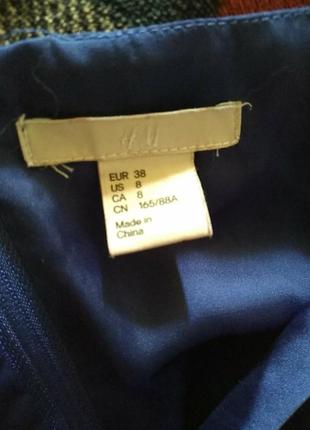 H&M
EUR 38
US 8
CA 8
CN 165/88A
Made in
China